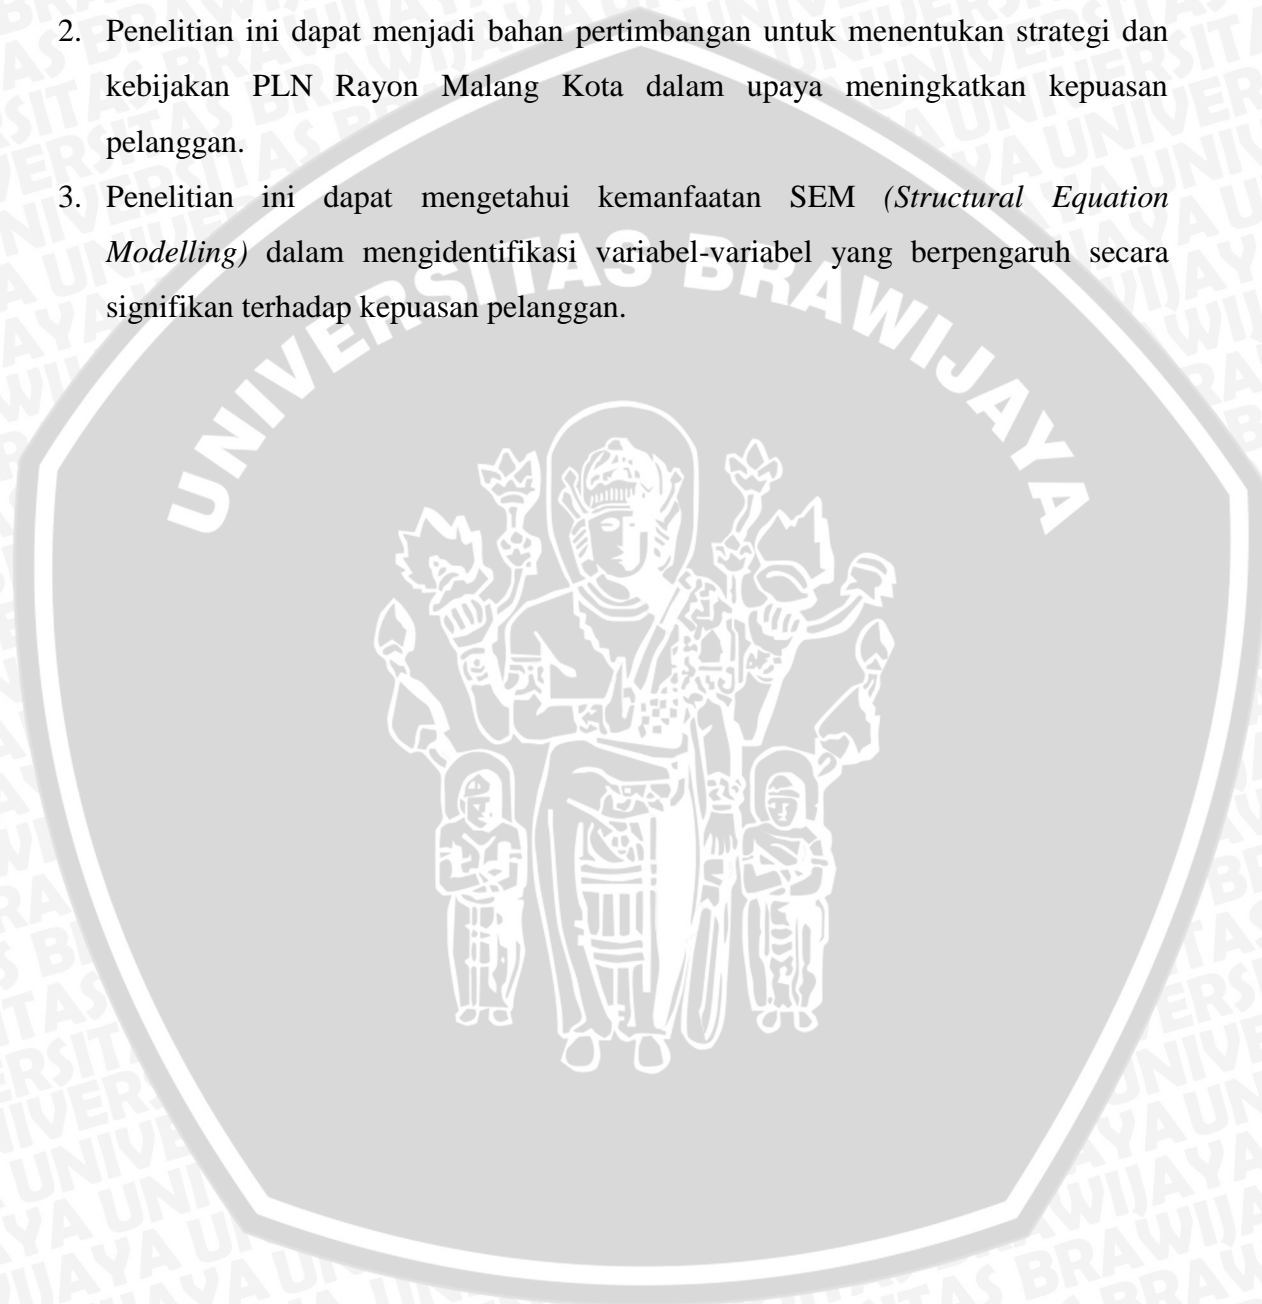 2. Penelitian ini dapat menjadi bahan pertimbangan untuk menentukan strategi dan
kebijakan PLN Rayon Malang Kota dalam upaya meningkatkan kepuasan
pelanggan.
3. Penelitian ini dapat mengetahui kemanfaatan SEM (Structural Equation
Modelling) dalam mengidentifikasi variabel-variabel yang berpengaruh secara
signifikan terhadap kepuasan pelanggan.
UNIVERSITAS BRAWIJAYA